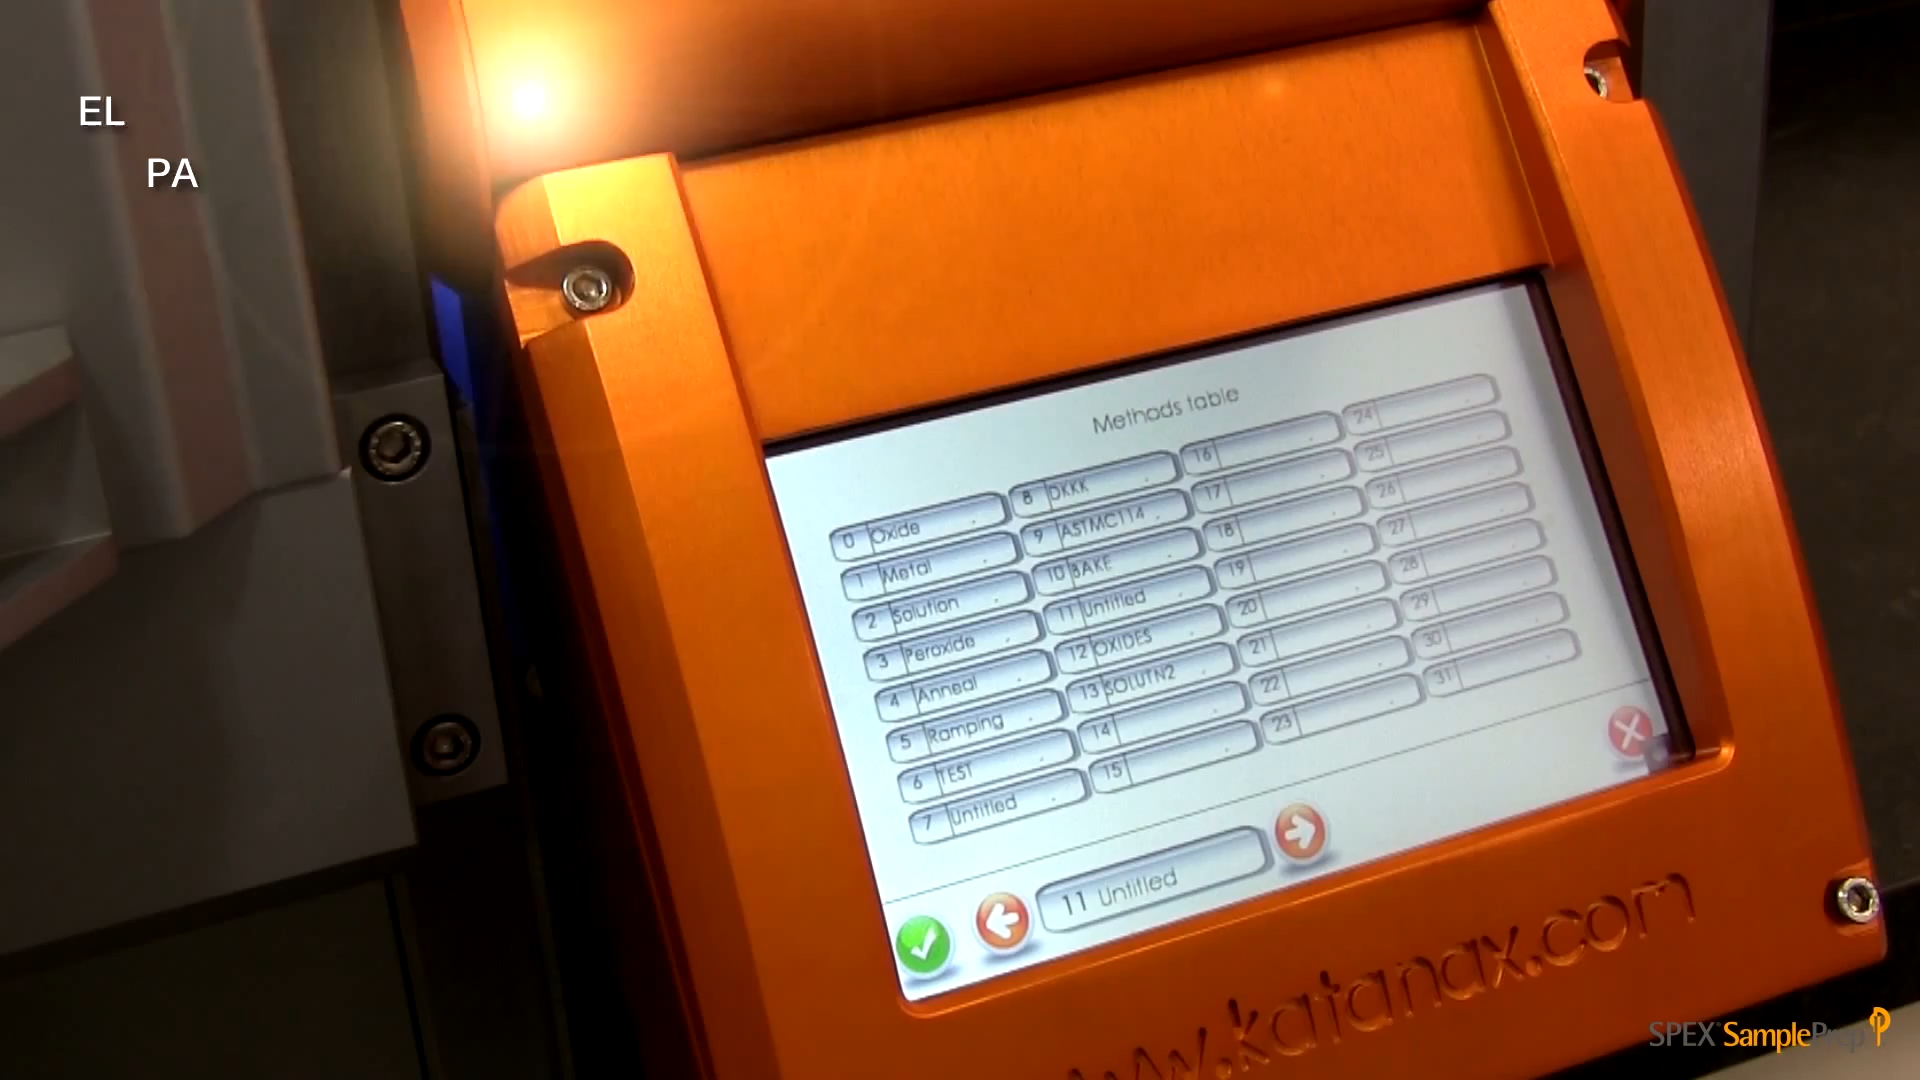 EL
PA
Methods table
0 Oxide
1 Metal
2 Solution
3 Peroxide
4 Anneal
5 Ramping
6 TEST
7 Untitled
8 DKKK
9 ASTMC114
10 BAKE
11 Untitled
12 OXIDES
13 SOLUTN2
14
15
16
17
18
19
20
21
22
23
24
25
26
27
28
29
30
31
11 Untitled
www.katanax.com
SPEX SamplePrep